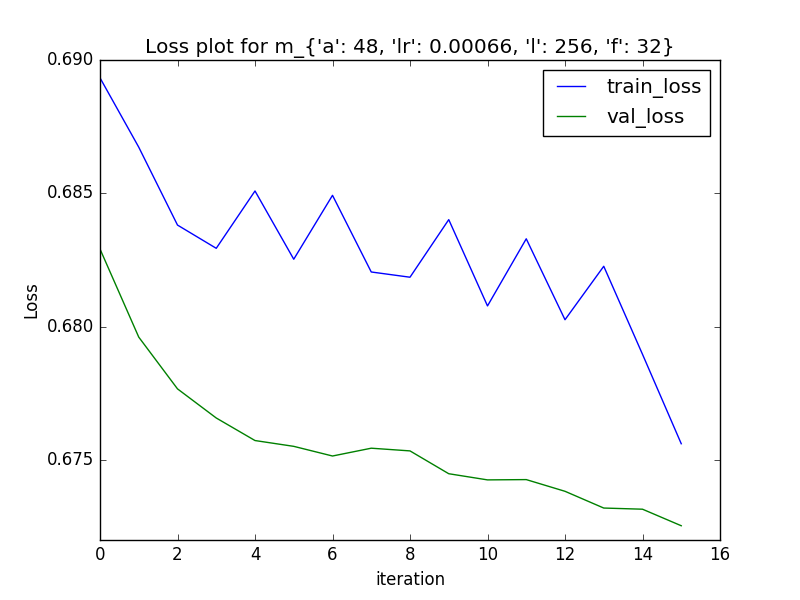 Loss plot for m_{'a': 48, 'lr': 0.00066, 'l': 256, 'f': 32}
0.690
0.685
0.680
0.675
Loss
train_loss
val_loss
0 2 4 6 8 10 12 14 16
iteration